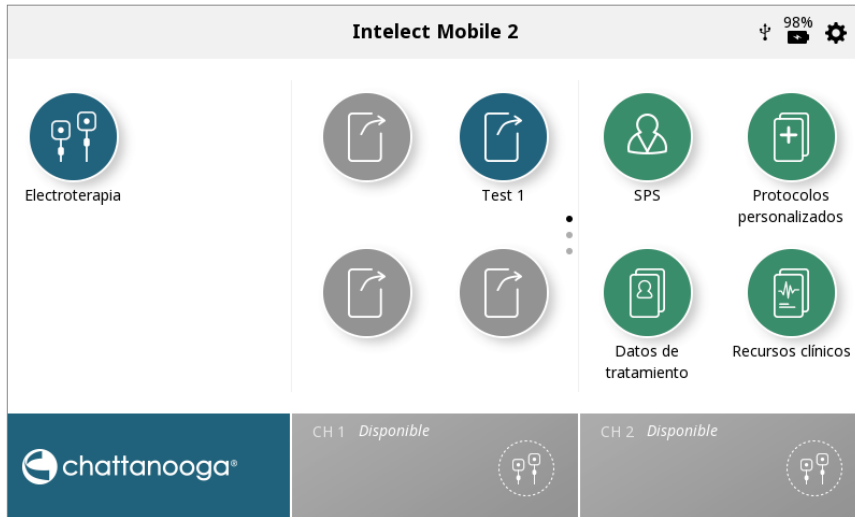 Intelect Mobile 2
98%
Electroterapia
Test 1
SPS
Protocolos
personalizados
Datos de
tratamiento
Recursos clínicos
chattanooga®
CH 1 Disponible
CH 2 Disponible